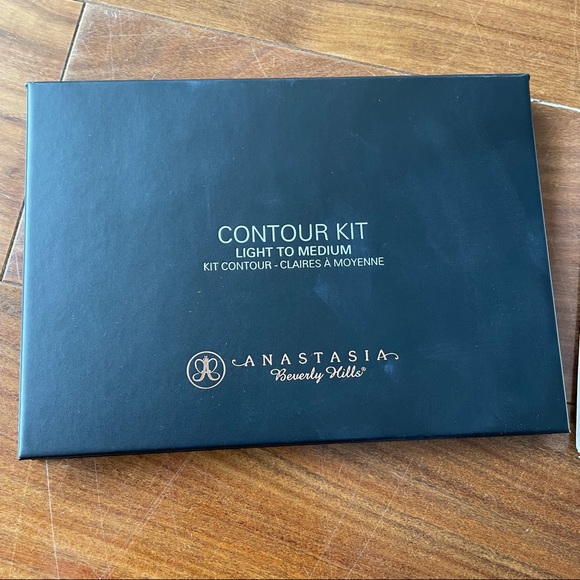 CONTOUR KIT
LIGHT TO MEDIUM
KIT CONTOUR - CLAIRES À MOYENNE
ANASTASIA
Beverly Hills®